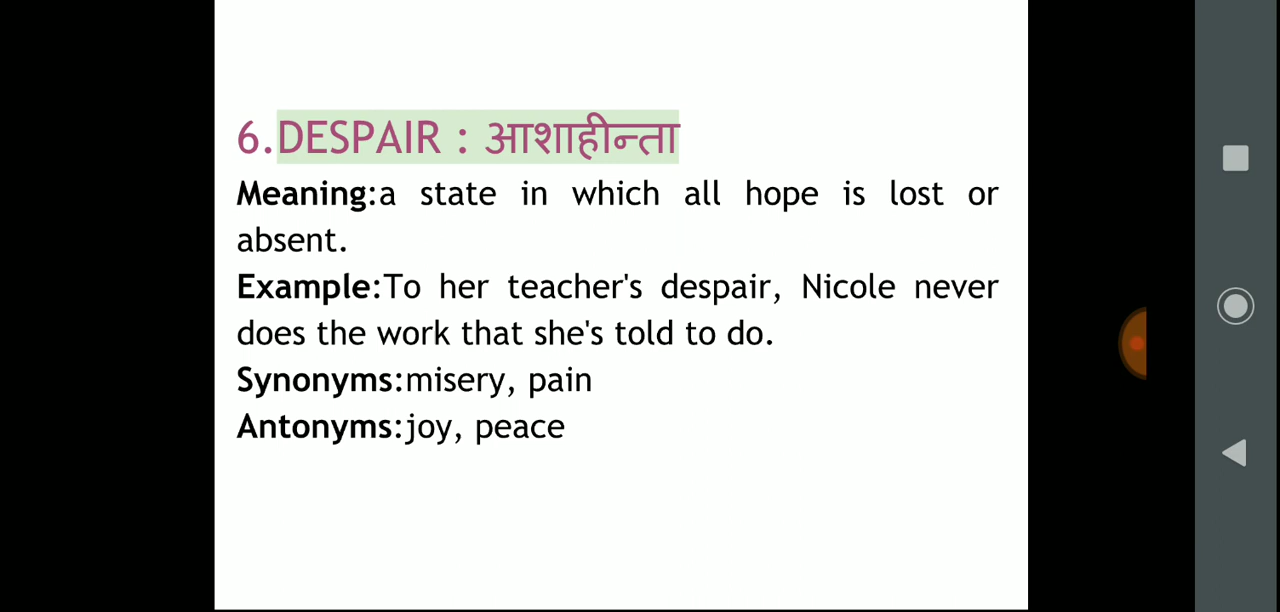 6.DESPAIR : आशाहीन्ता
Meaning:a state in which all hope is lost or
absent.
Example:To her teacher's despair, Nicole never
does the work that she's told to do.
Synonyms:misery, pain
Antonyms:joy, peace